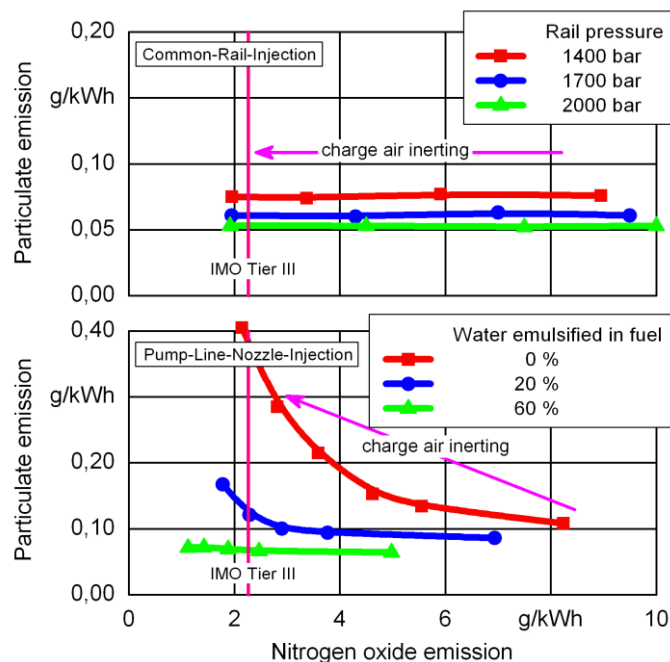 0,20
Particulate emission
g/kWh
0,10
0,05
0,00
Common-Rail-Injection
Rail pressure
1400 bar
1700 bar
2000 bar
charge air inerting
IMO Tier III
0,40
Particulate emission
g/kWh
0,20
0,10
0,00
Pump-Line-Nozzle-Injection
Water emulsified in fuel
0 %
20 %
60 %
charge air inerting
IMO Tier III
0 2 4 6 g/kWh 10
Nitrogen oxide emission